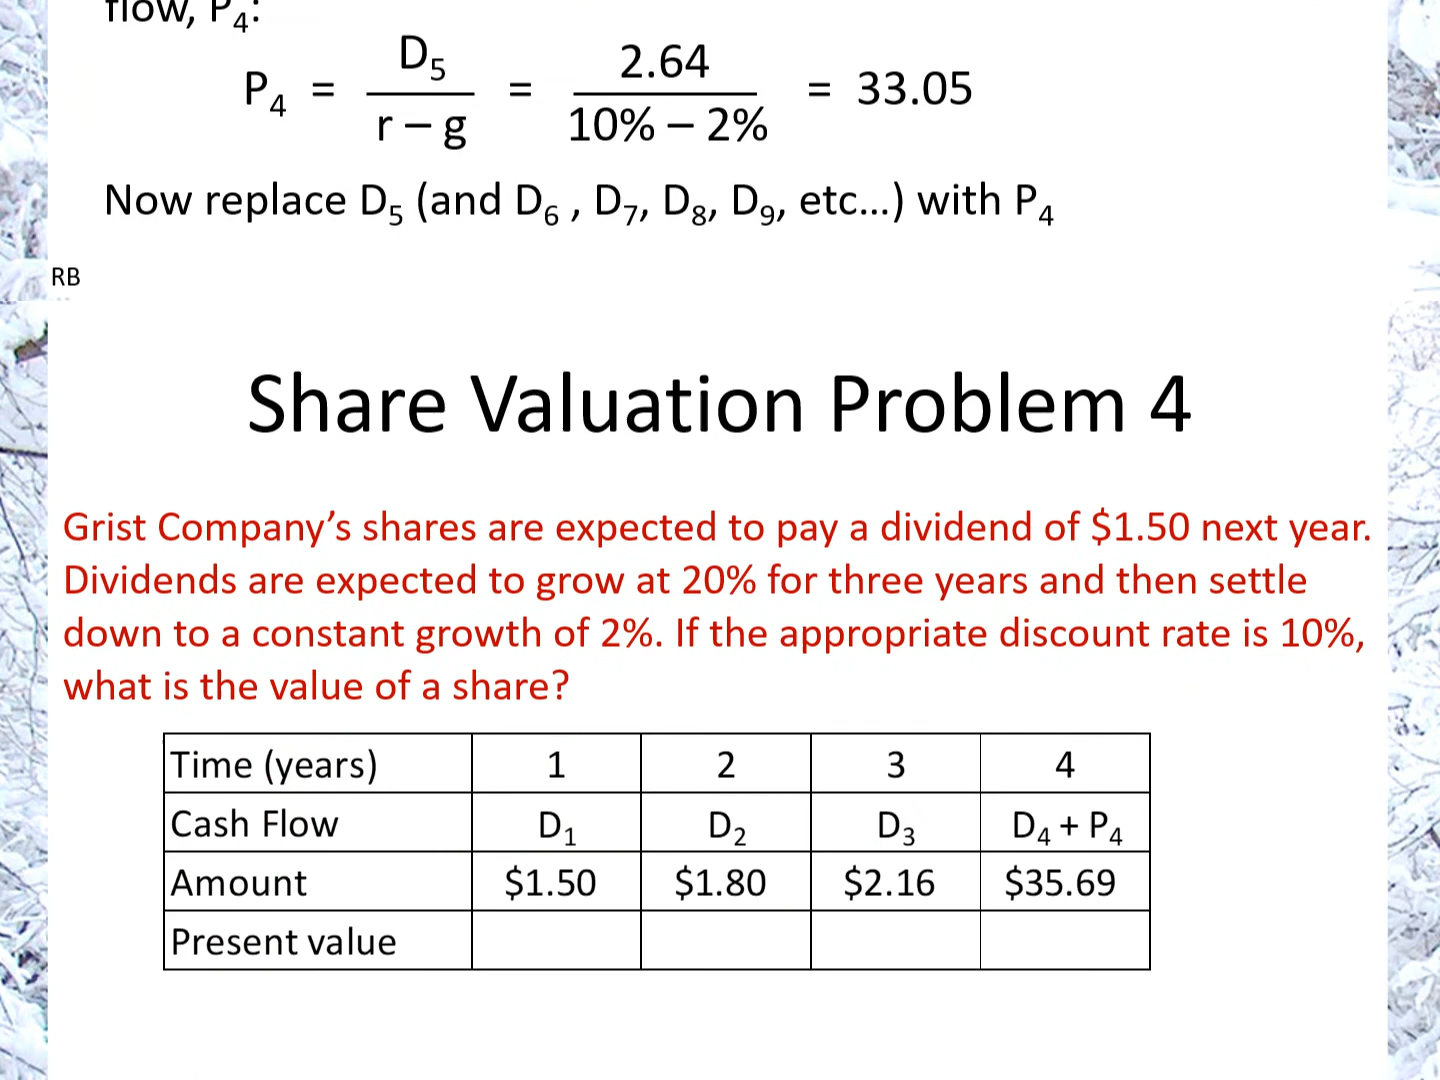 flow, P4:
P4 = D5 / r – g = 2.64 / 10% – 2% = 33.05
Now replace D5 (and D6 , D7, D8, D9, etc...) with P4
RB
Share Valuation Problem 4
Grist Company’s shares are expected to pay a dividend of $1.50 next year.
Dividends are expected to grow at 20% for three years and then settle
down to a constant growth of 2%. If the appropriate discount rate is 10%,
what is the value of a share?
Time (years) 1 2 3 4
Cash Flow D1 D2 D3 D4 + P4
Amount $1.50 $1.80 $2.16 $35.69
Present value